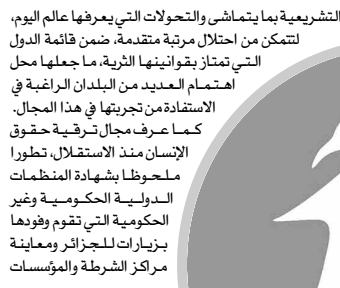 التشريعية بما يتماشى والتحولات التي يعرفها عالم اليوم،
لتتمكن من احتلال مرتبة متقدمة، ضمن قائمة الدول
التي تمتاز بقوانينها الثرية، ما جعلها محل
اهتمام العديد من البلدان الراغبة في
الاستفادة من تجربتها في هذا المجال.
كما عرف مجال ترقية حقوق
الإنسان منذ الاستقلال، تطورا
ملحوظا بشهادة المنظمات
الدولية الحكومية وغير
الحكومية التي تقوم وفودها
بزيارات للجزائر ومعاينة
مراكز الشرطة والمؤسسات